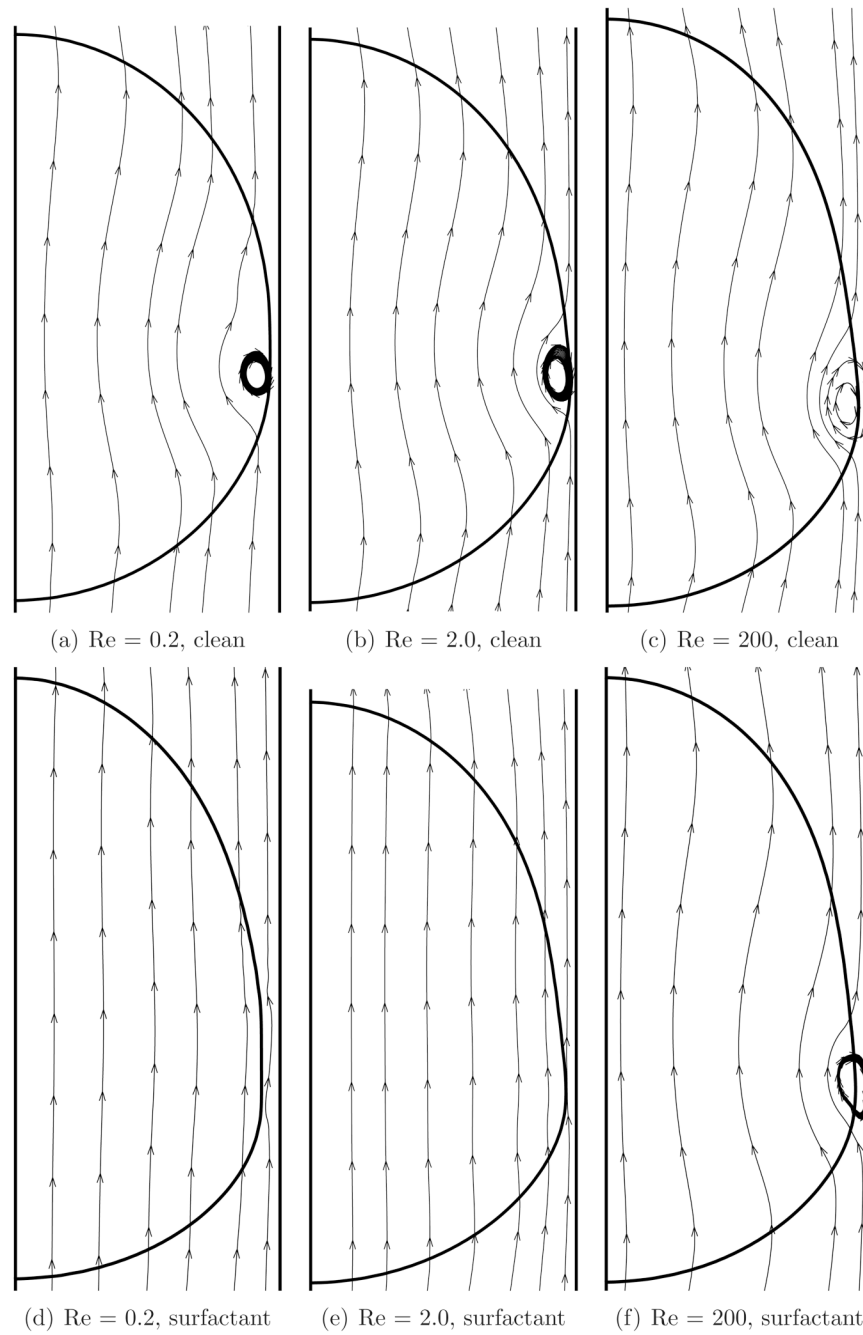 (a) Re = 0.2, clean
(b) Re = 2.0, clean
(c) Re = 200, clean
(d) Re = 0.2, surfactant
(e) Re = 2.0, surfactant
(f) Re = 200, surfactant